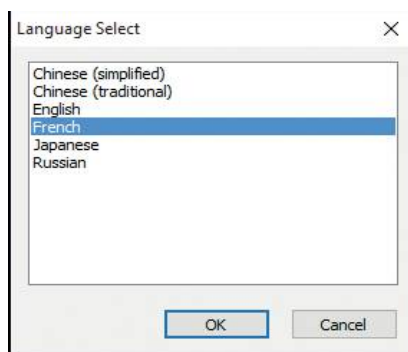 Language Select
Chinese (simplified)
Chinese (traditional)
English
French
Japanese
Russian
OK Cancel